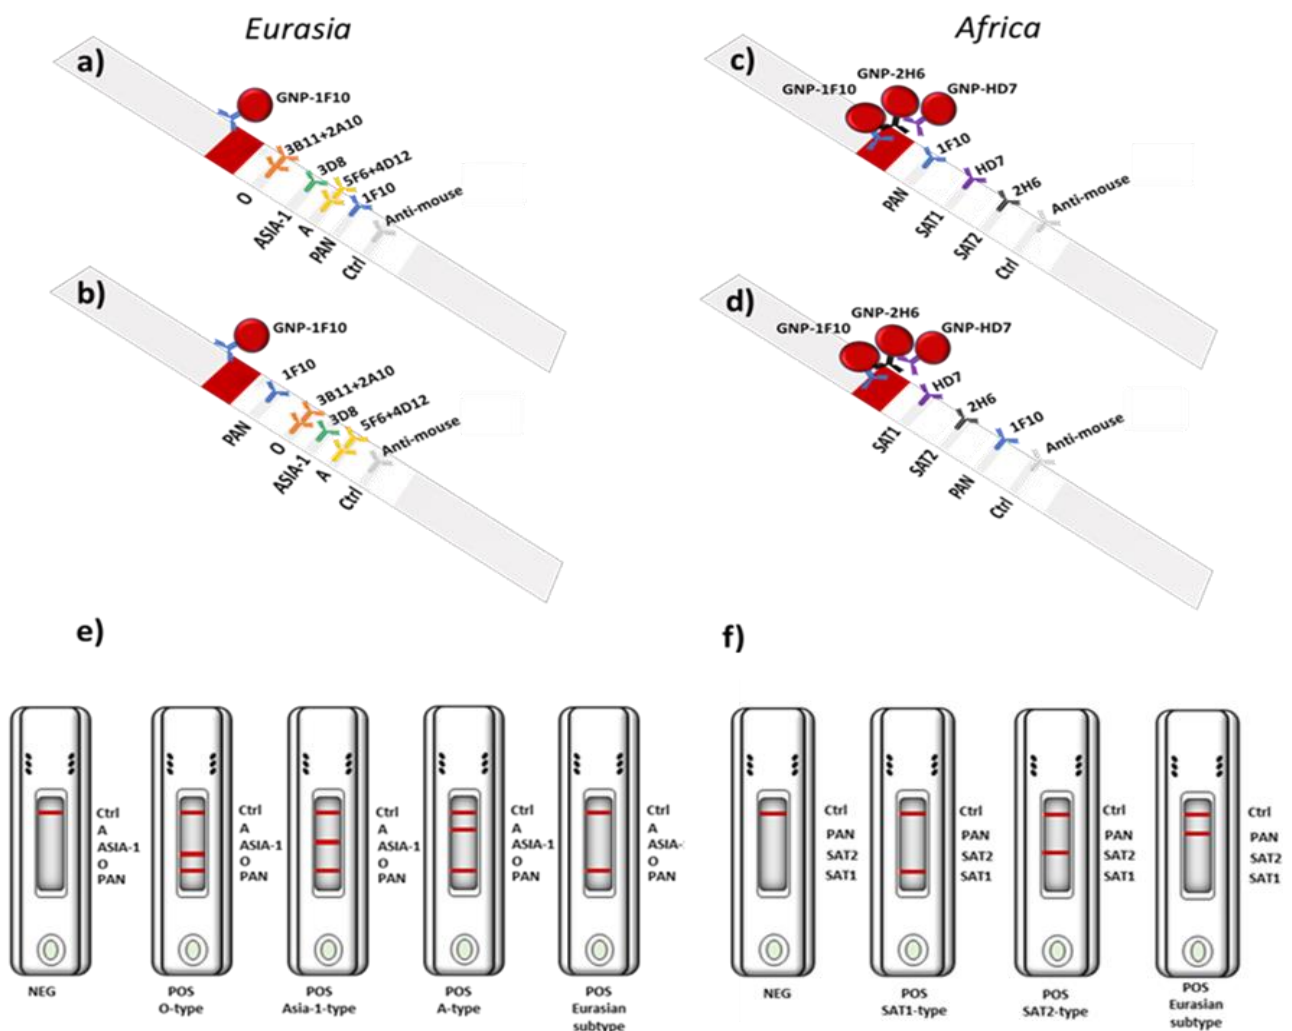 Eurasia
Africa
a)
GNP-1F10
3B11+2A10
3D8
5F6+4D12
1F10
Anti-mouse
O
ASIA-1
A
PAN
Ctrl
c)
GNP-1F10
GNP-2H6
GNP-HD7
1F10
HD7
2H6
Anti-mouse
PAN
SAT1
SAT2
Ctrl
b)
GNP-1F10
1F10
3B11+2A10
3D8
5F6+4D12
Anti-mouse
PAN
O
ASIA-1
A
Ctrl
d)
GNP-1F10
GNP-2H6
GNP-HD7
HD7
2H6
1F10
Anti-mouse
SAT1
SAT2
PAN
Ctrl
e)
Ctrl
A
ASIA-1
O
PAN
NEG
Ctrl
A
ASIA-1
O
PAN
POS
O-type
Ctrl
A
ASIA-1
O
PAN
POS
Asia-1-type
Ctrl
A
ASIA-1
O
PAN
POS
A-type
Ctrl
A
ASIA-
O
PAN
POS
Eurasian
subtype
f)
Ctrl
PAN
SAT2
SAT1
NEG
Ctrl
PAN
SAT2
SAT1
POS
SAT1-type
Ctrl
PAN
SAT2
SAT1
POS
SAT2-type
Ctrl
PAN
SAT2
SAT1
POS
Eurasian
subtype